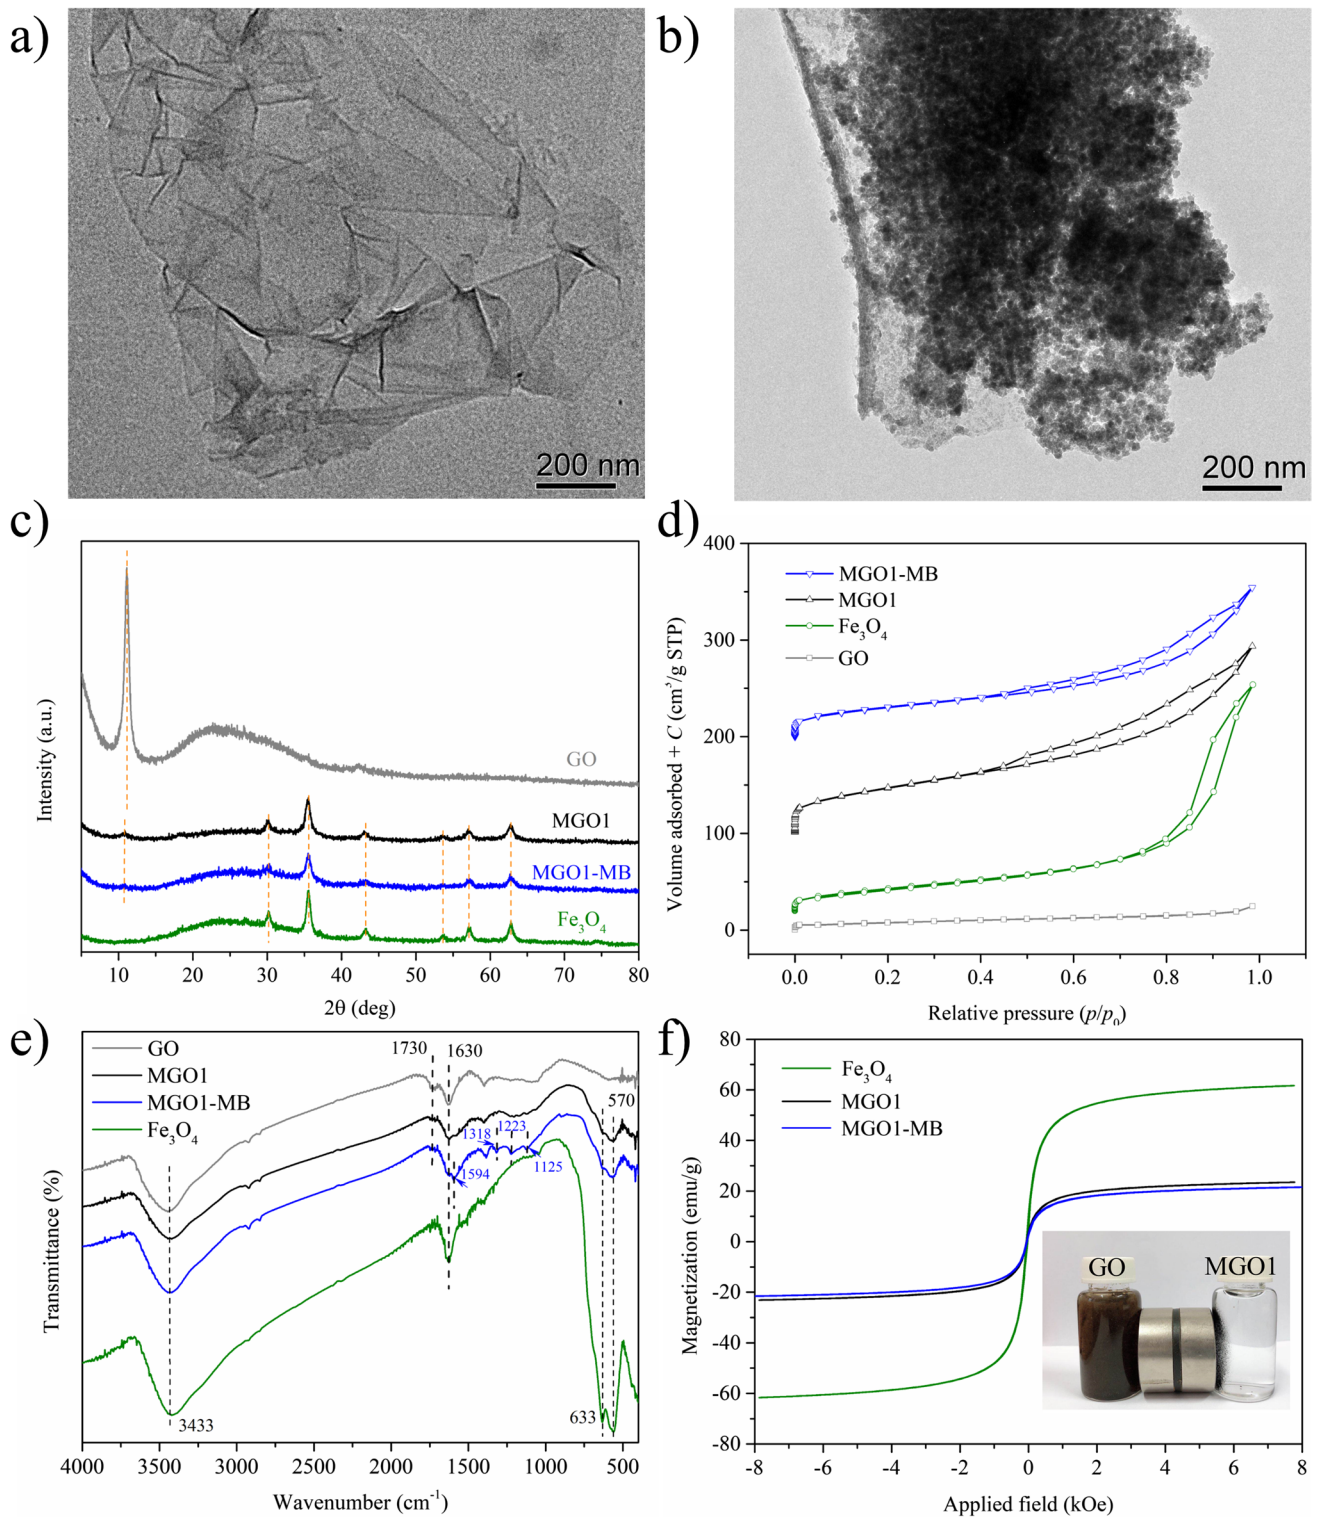 a)
200 nm
b)
200 nm
c)
Intensity (a.u.)
GO
MGO1
MGO1-MB
Fe₃O₄
10 20 30 40 50 60 70 80
2θ (deg)
d)
Volume adsorbed + C (cm³/g STP)
400
300
200
100
0
MGO1-MB
MGO1
Fe₃O₄
GO
0.0 0.2 0.4 0.6 0.8 1.0
Relative pressure (p/p₀)
e)
Transmittance (%)
GO
MGO1
MGO1-MB
Fe₃O₄
1730 1630
570
1318 1223
1594 1125
3433
633
4000 3500 3000 2500 2000 1500 1000 500
Wavenumber (cm⁻¹)
f)
Magnetization (emu/g)
80
60
40
20
0
-20
-40
-60
-80
Fe₃O₄
MGO1
MGO1-MB
GO MGO1
-8 -6 -4 -2 0 2 4 6 8
Applied field (kOe)